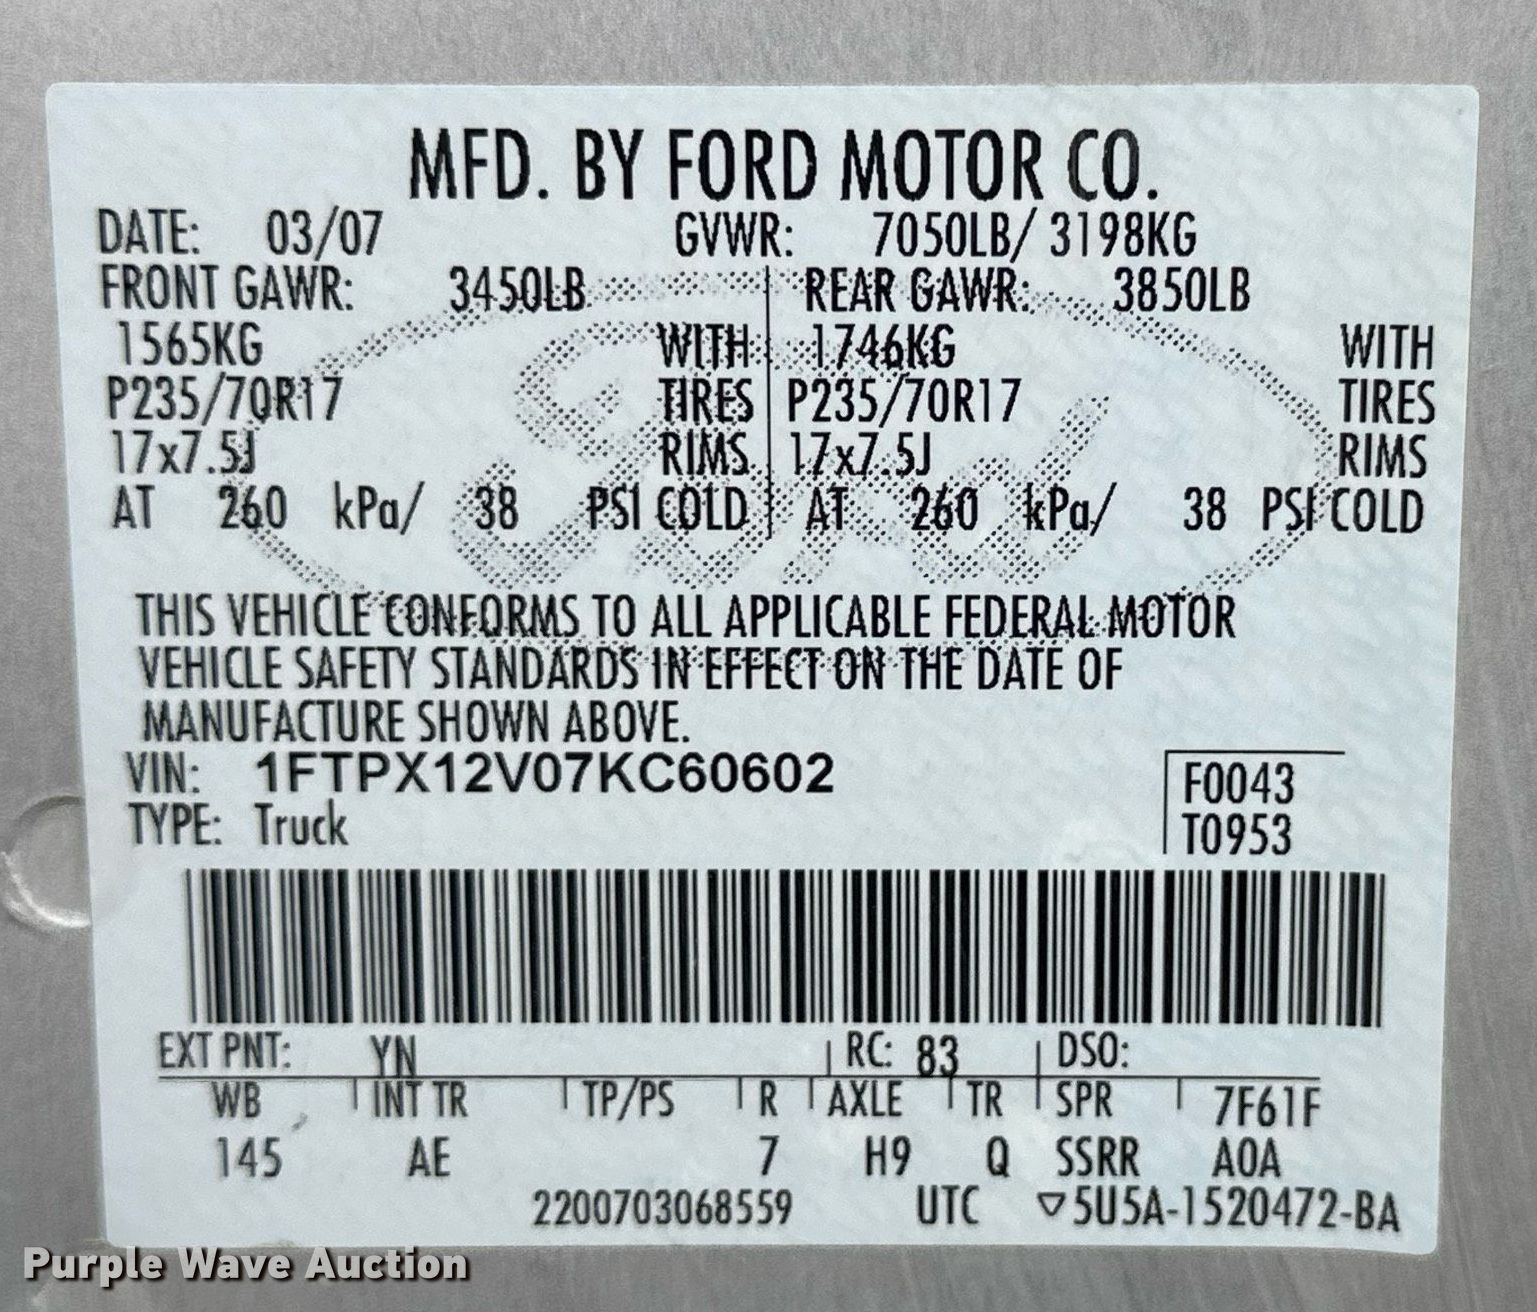 MFD. BY FORD MOTOR CO.
DATE: 03/07 GVWR: 7050LB/ 3198KG
FRONT GAWR: 3450LB REAR GAWR: 3850LB
1565KG WITH 1746KG WITH
P235/70R17 TIRES P235/70R17 TIRES
17x7.5J RIMS 17x7.5J RIMS
AT 260 kPa/ 38 PSI COLD AT 260 kPa/ 38 PSI COLD
THIS VEHICLE CONFORMS TO ALL APPLICABLE FEDERAL MOTOR
VEHICLE SAFETY STANDARDS IN EFFECT ON THE DATE OF
MANUFACTURE SHOWN ABOVE.
VIN: 1FTPX12V07KC60602
F0043
TYPE: Truck
T0953
EXT PNT: YN RC: 83 DSO:
WB INT TR TP/PS R AXLE TR SPR 7F61F
145 AE 7 H9 Q SSRR A0A
2200703068559 UTC ▽5U5A-1520472-BA
Ford
Purple Wave Auction